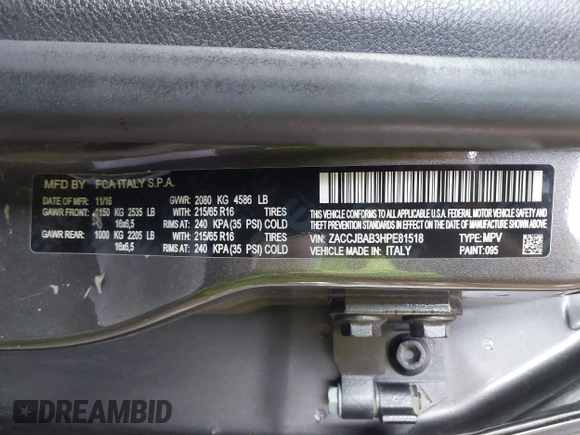 MFD BY FCA ITALY S.P.A.
DATE OF MFR: 11/16 GVWR: 2080 KG 4586 LB
GAWR FRONT: 1150 KG 2535 LB WITH: 215/65 R16 TIRES
16x6,5 RIMS AT: 240 KPA(35 PSI) COLD
GAWR REAR: 1000 KG 2205 LB WITH: 215/65 R16 TIRES
16x6,5 RIMS AT: 240 KPA(35 PSI) COLD
THIS VEHICLE CONFORMS TO ALL APPLICABLE
FEDERAL MOTOR VEHICLE SAFETY, BUMPER, AND
THEFT PREVENTION STANDARDS IN EFFECT ON
THE DATE OF MANUFACTURE SHOWN ABOVE.
VIN: ZACCJBAB3HPE81518 TYPE: MPV
VEHICLE MADE IN: ITALY PAINT: 095
DREAMBID